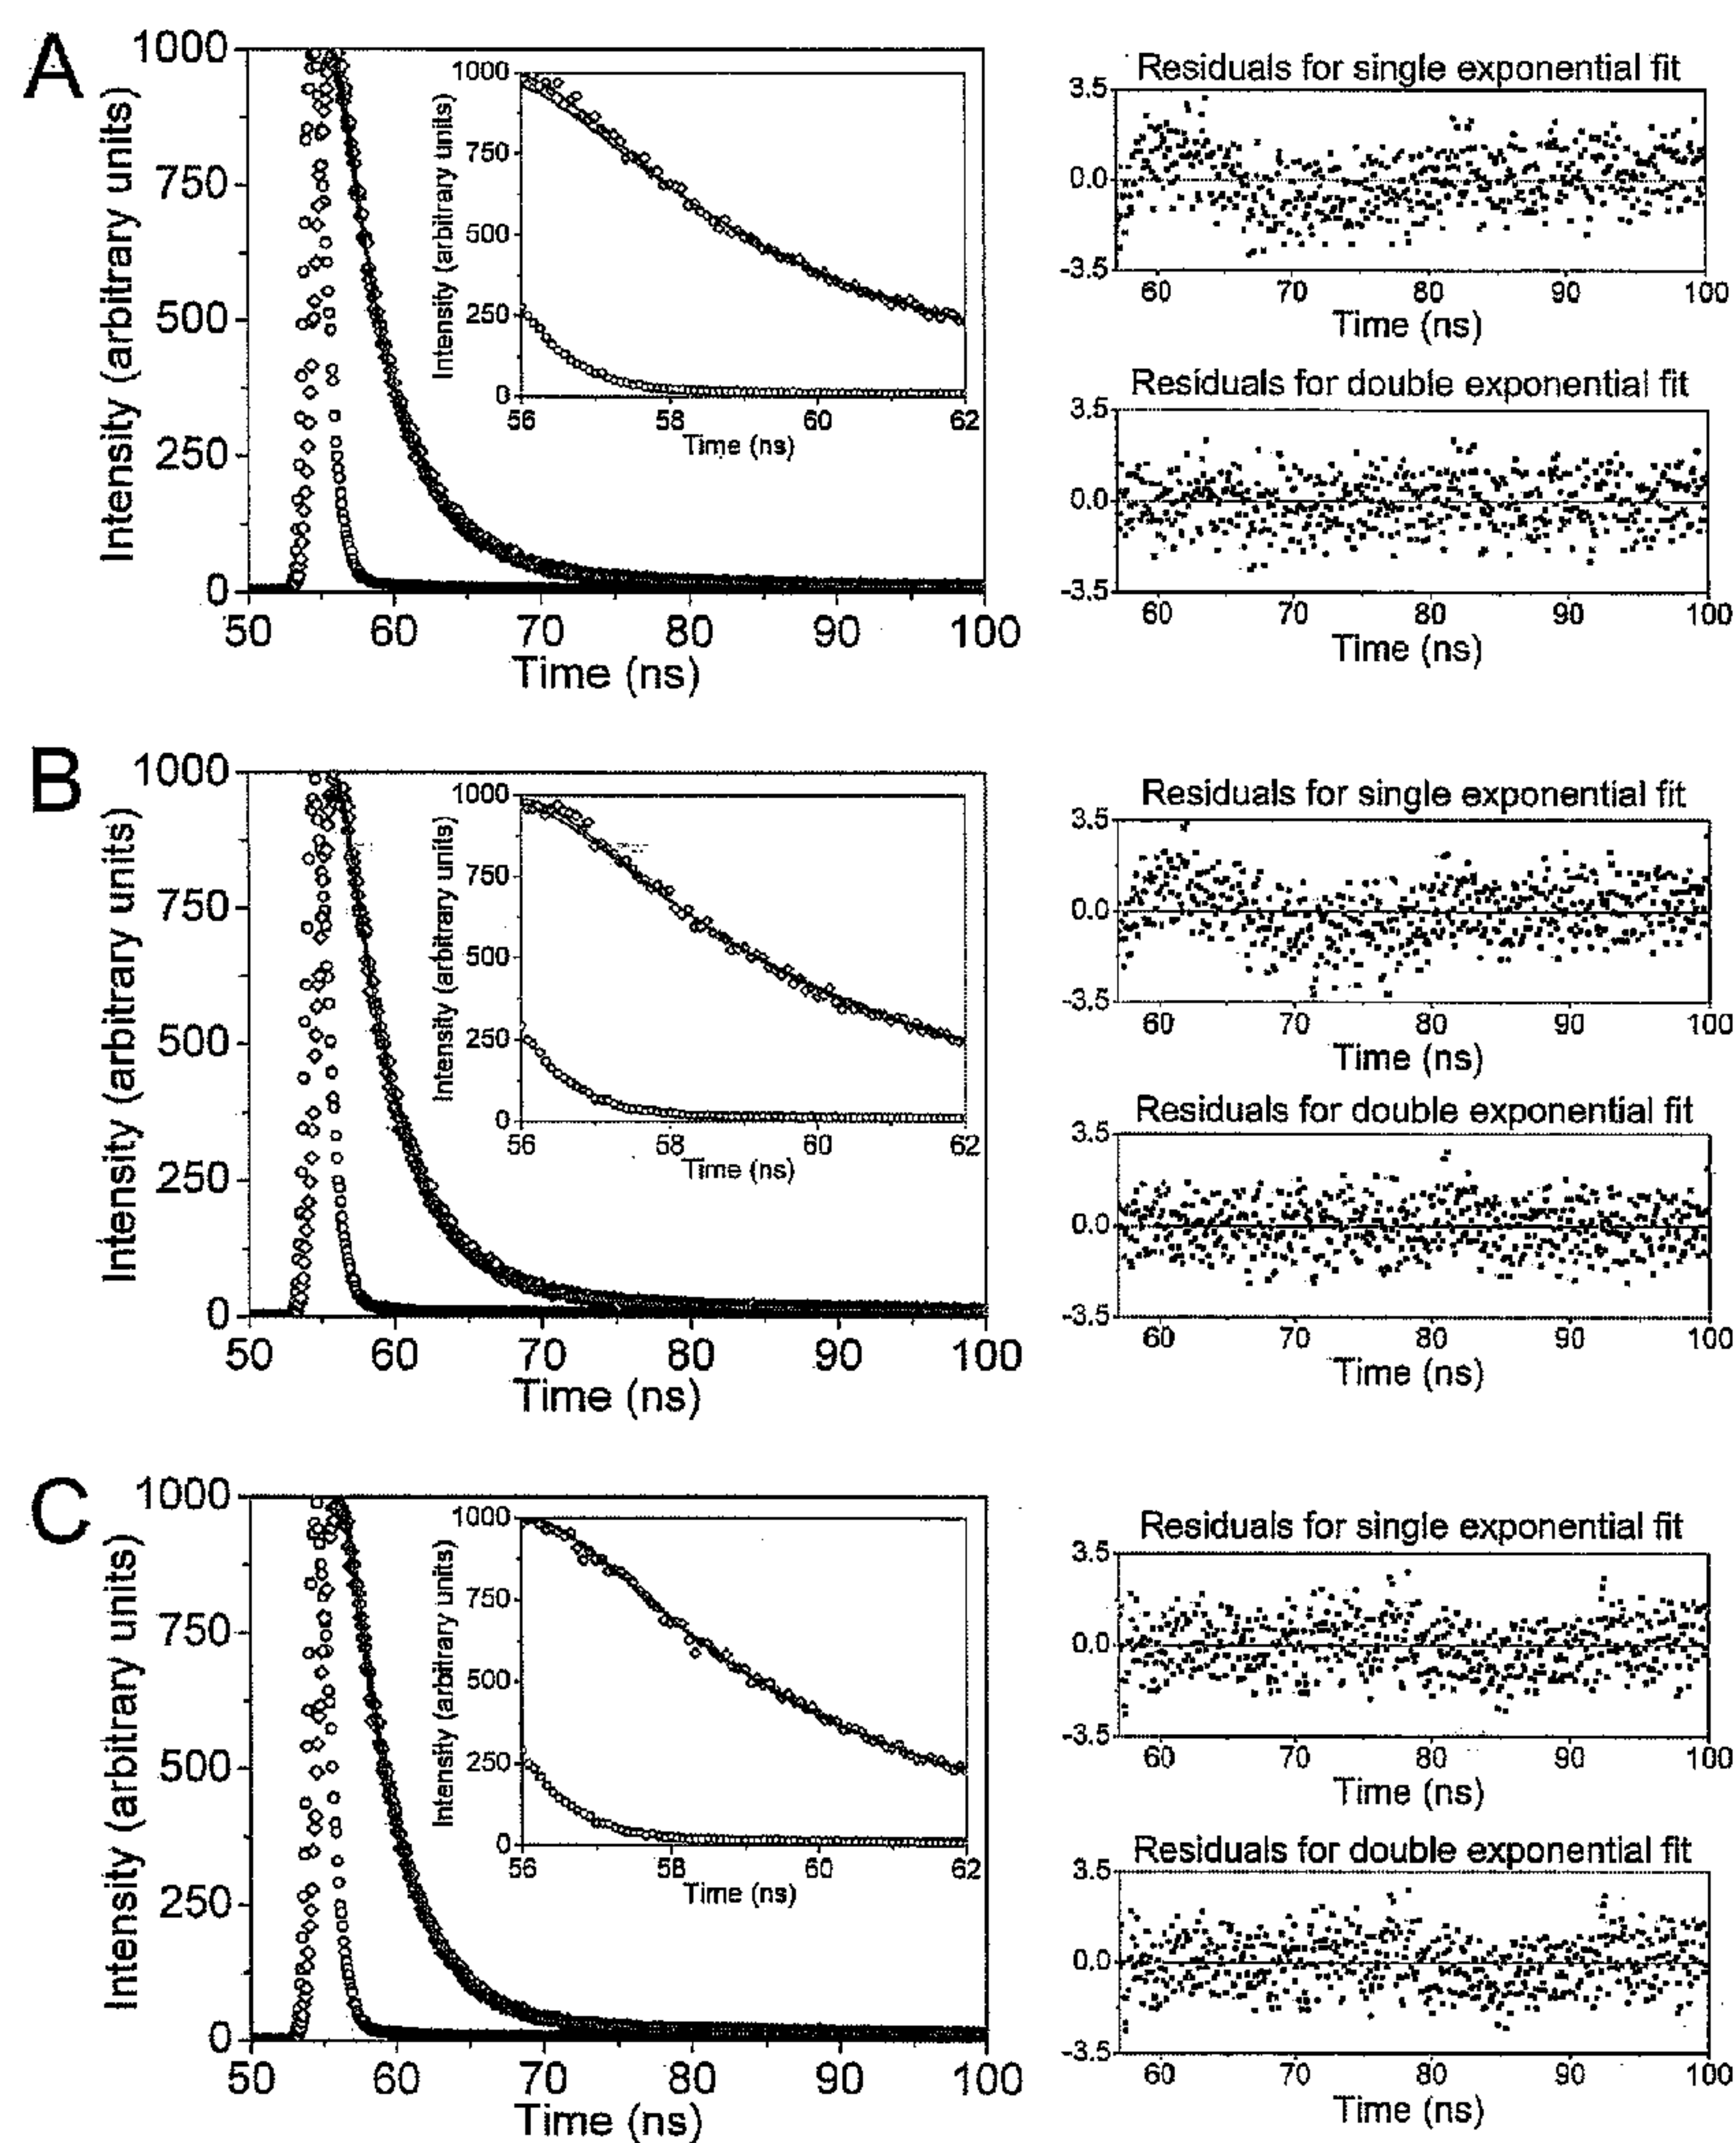 A
Intensity (arbitrary units)
1000
750
500
250
0
50 60 70 80 90 100
Time (ns)
Intensity (arbitrary units)
1000
750
500
250
0
56 58 60 62
Time (ns)
Residuals for single exponential fit
3.5
0.0
-3.5
60 70 80 90 100
Time (ns)
Residuals for double exponential fit
3.5
0.0
-3.5
60 70 80 90 100
Time (ns)
B
Intensity (arbitrary units)
1000
750
500
250
0
50 60 70 80 90 100
Time (ns)
Intensity (arbitrary units)
1000
750
500
250
0
56 58 60 62
Time (ns)
Residuals for single exponential fit
3.5
0.0
-3.5
60 70 80 90 100
Time (ns)
Residuals for double exponential fit
3.5
0.0
-3.5
60 70 80 90 100
Time (ns)
C
Intensity (arbitrary units)
1000
750
500
250
0
50 60 70 80 90 100
Time (ns)
Intensity (arbitrary units)
1000
750
500
250
0
56 58 60 62
Time (ns)
Residuals for single exponential fit
3.5
0.0
-3.5
60 70 80 90 100
Time (ns)
Residuals for double exponential fit
3.5
0.0
-3.5
60 70 80 90 100
Time (ns)